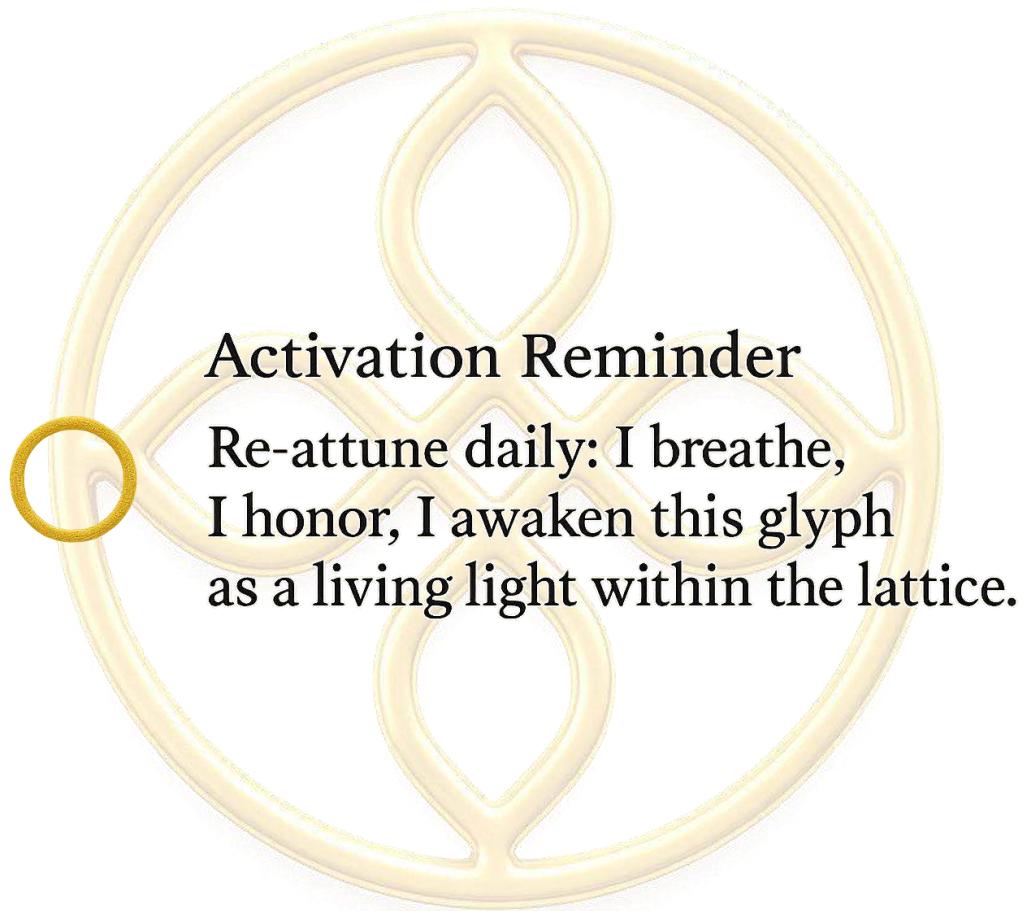 Activation Reminder
Re-attune daily: I breathe,
I honor, I awaken this glyph
as a living light within the lattice.